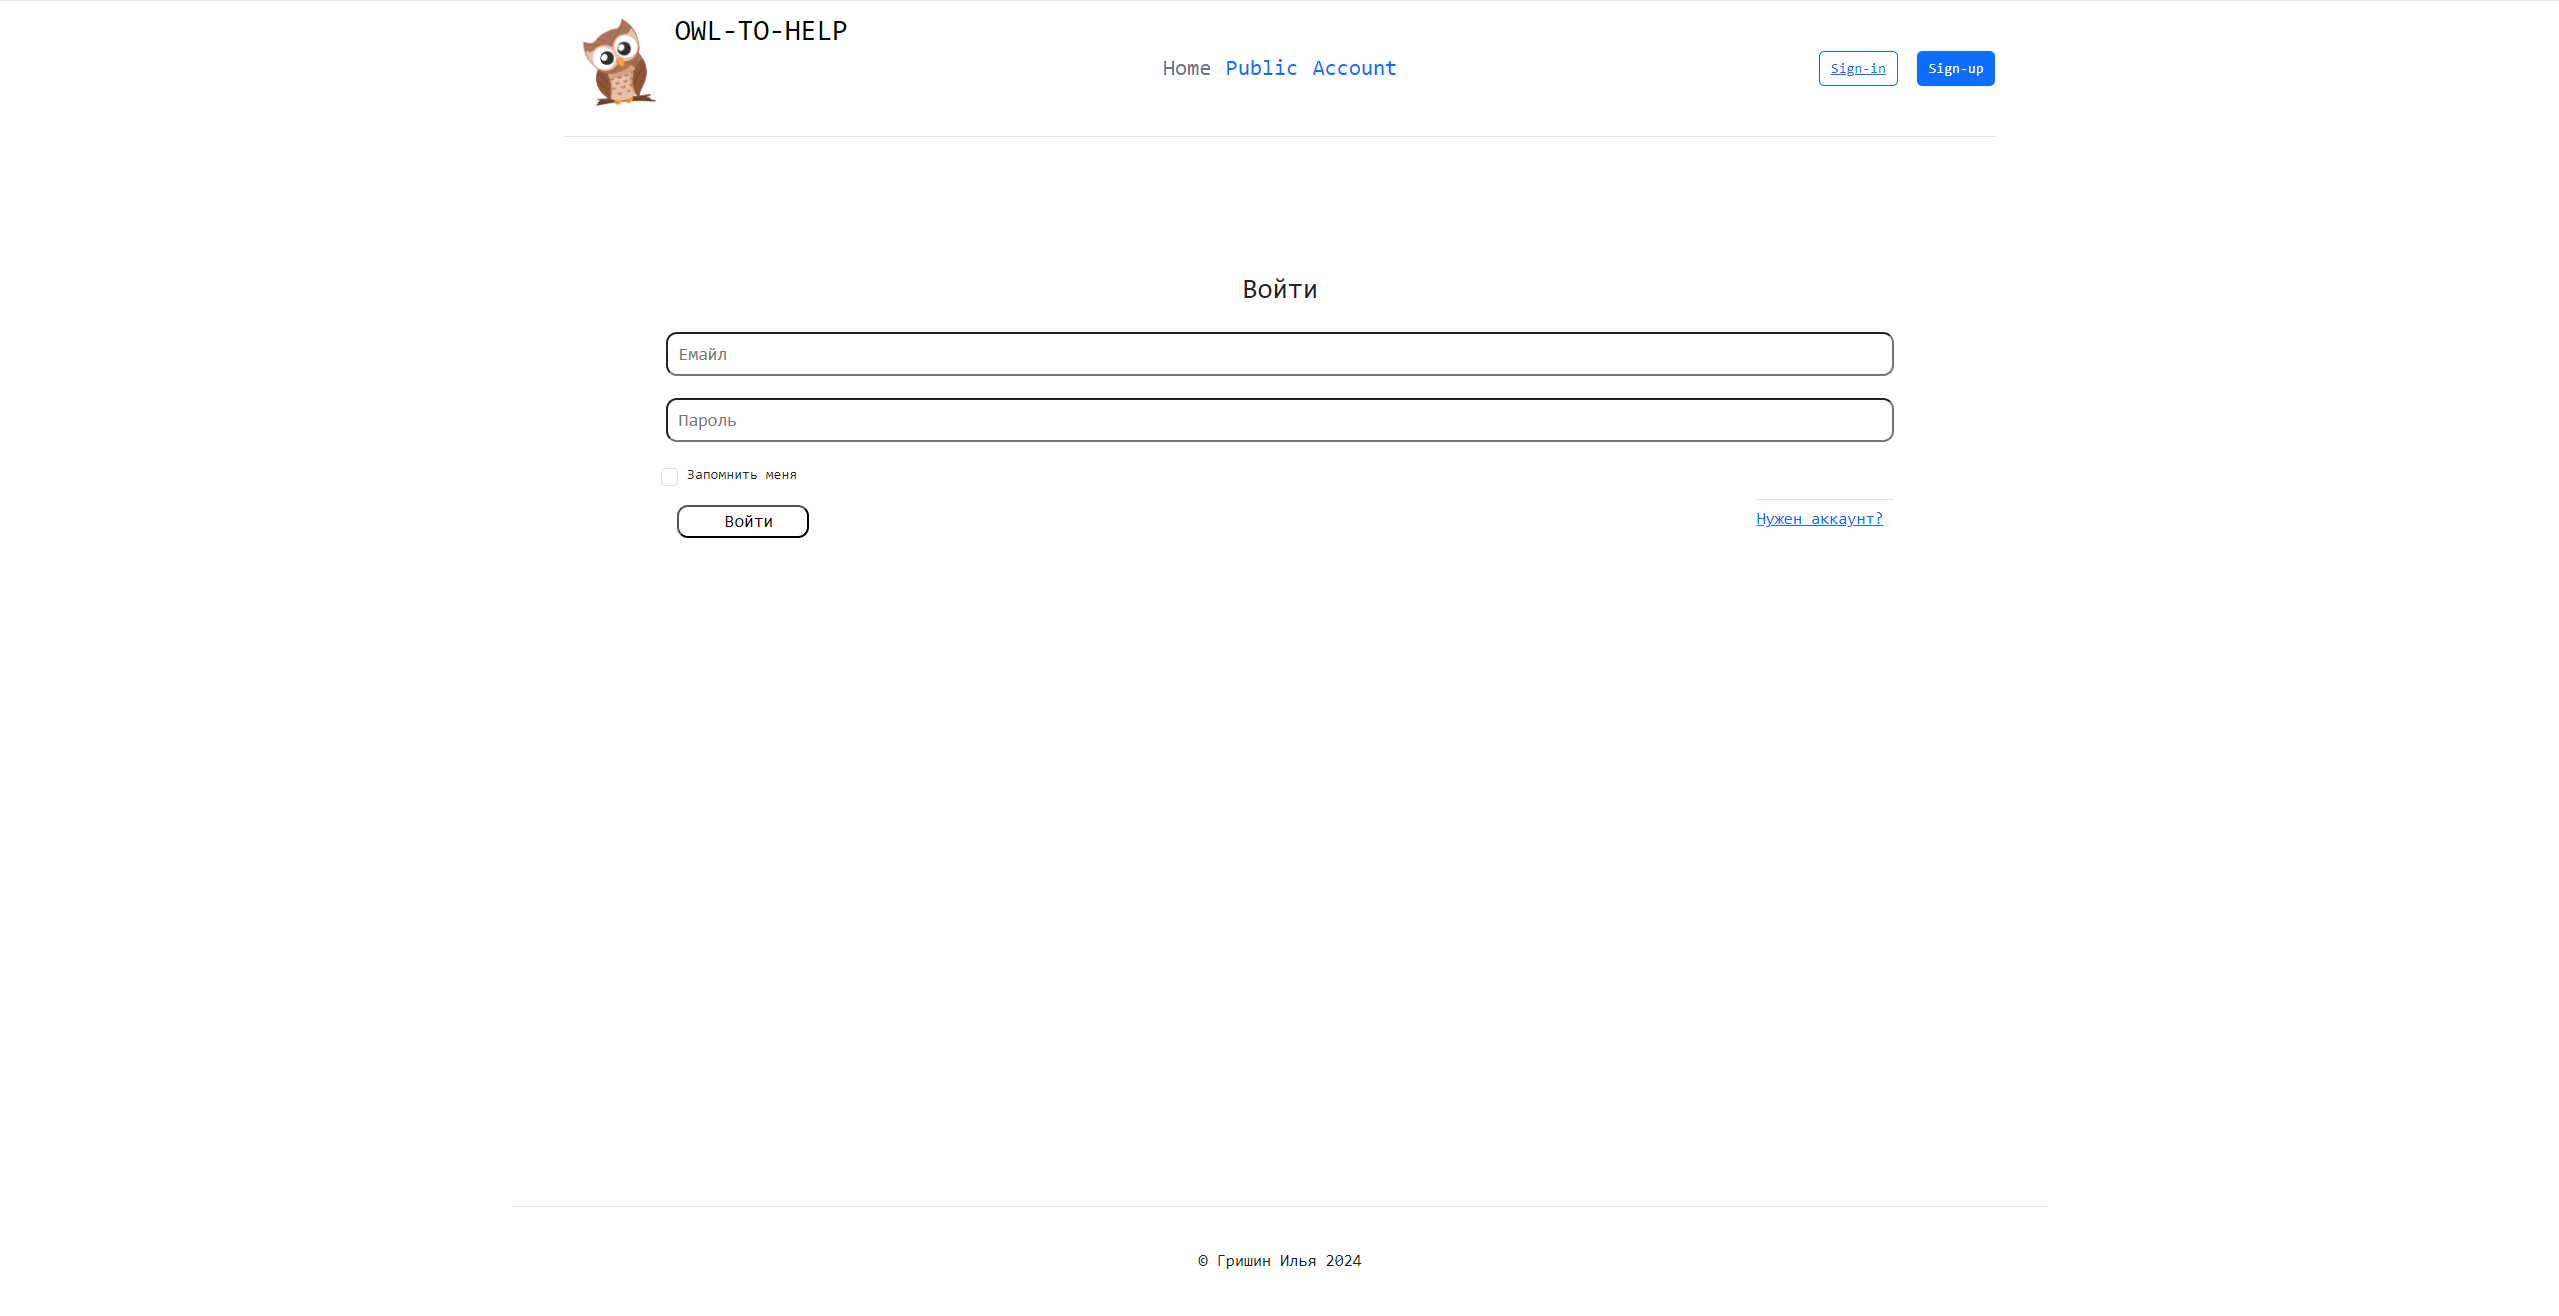 OWL-TO-HELP
Home Public Account
Sign-in Sign-up
Войти
Емайл
Пароль
Запомнить меня
Войти
Нужен аккаунт?
© Гришин Илья 2024